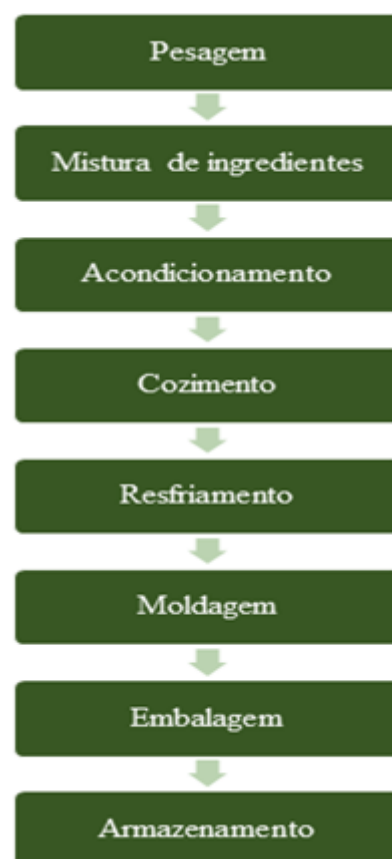 Pesagem
Mistura de ingredientes
Acondicionamento
Cozimento
Resfriamento
Moldagem
Embalagem
Armazenamento